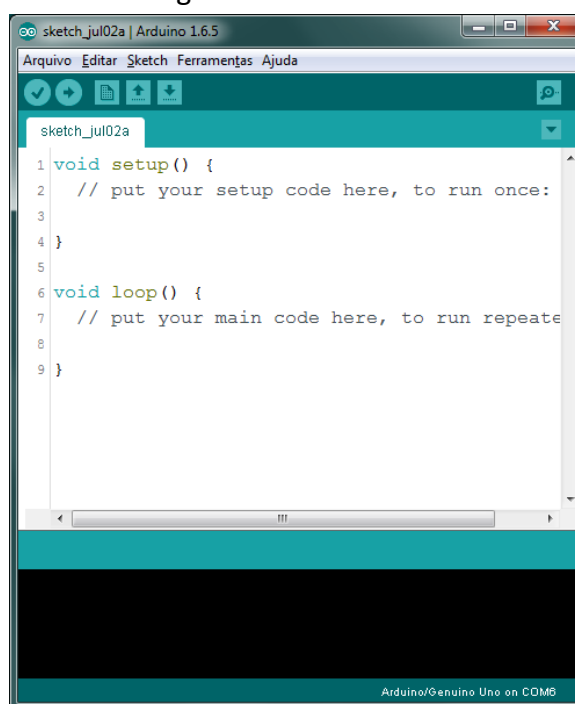 sketch_jul02a | Arduino 1.6.5
Arquivo Editar Sketch Ferramentas Ajuda
sketch_jul02a
1 void setup() {
2 // put your setup code here, to run once:
3
4 }
5
6 void loop() {
7 // put your main code here, to run repeate
8
9 }
Arduino/Genuino Uno on COM6